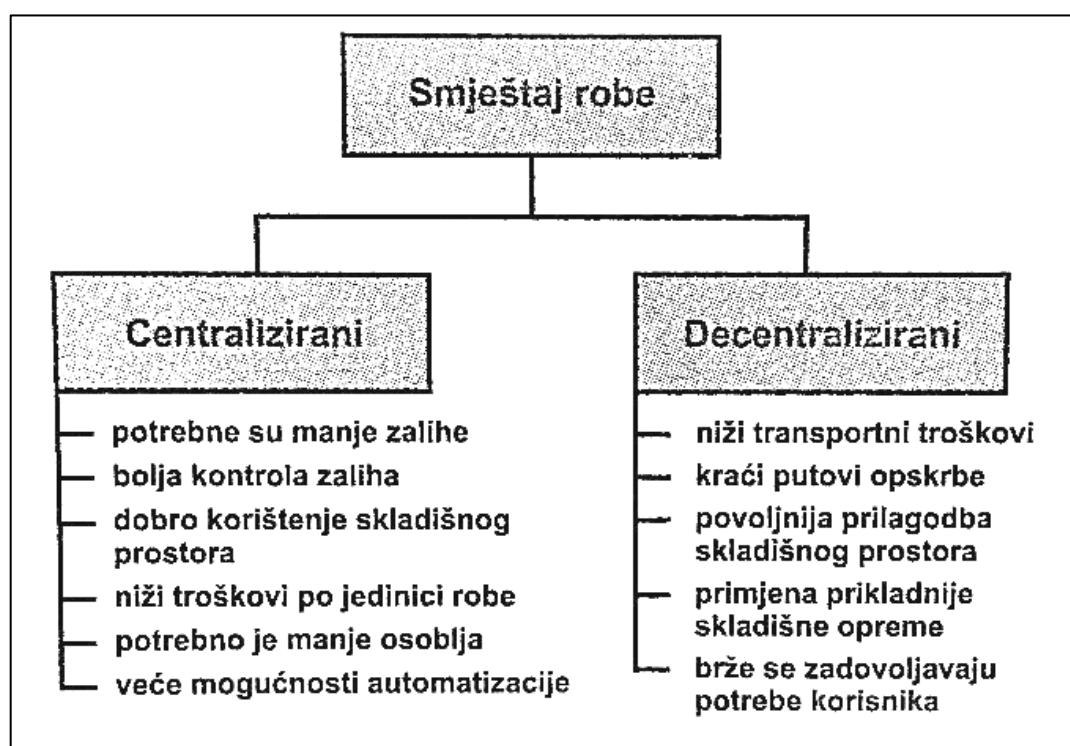 Smještaj robe
Centralizirani
potrebne su manje zalihe
bolja kontrola zaliha
dobro korištenje skladišnog
prostora
niži troškovi po jedinici robe
potrebno je manje osoblja
veće mogućnosti automatizacije
Decentralizirani
niži transportni troškovi
kraći putovi opskrbe
povoljnija prilagodba
skladišnog prostora
primjena prikladnije
skladišne opreme
brže se zadovoljavaju
potrebe korisnika